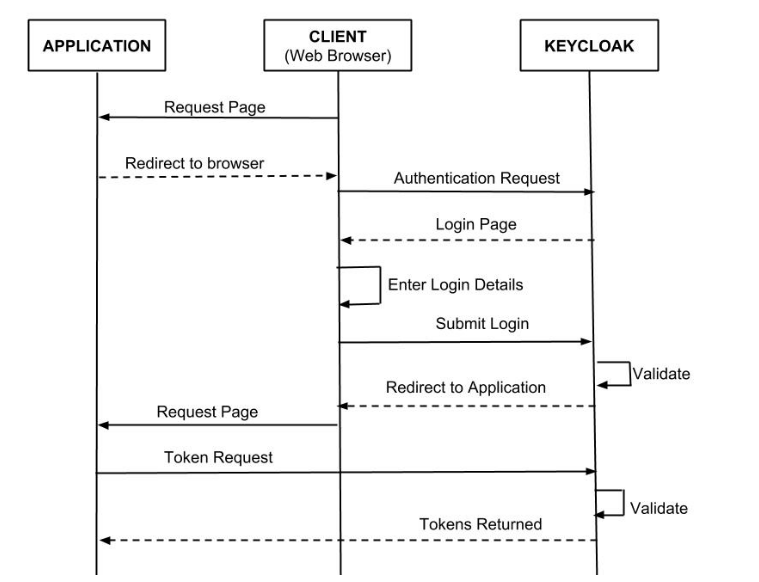 APPLICATION
CLIENT
(Web Browser)
KEYCLOAK
Request Page
Redirect to browser
Authentication Request
Login Page
Enter Login Details
Submit Login
Validate
Redirect to Application
Request Page
Token Request
Validate
Tokens Returned